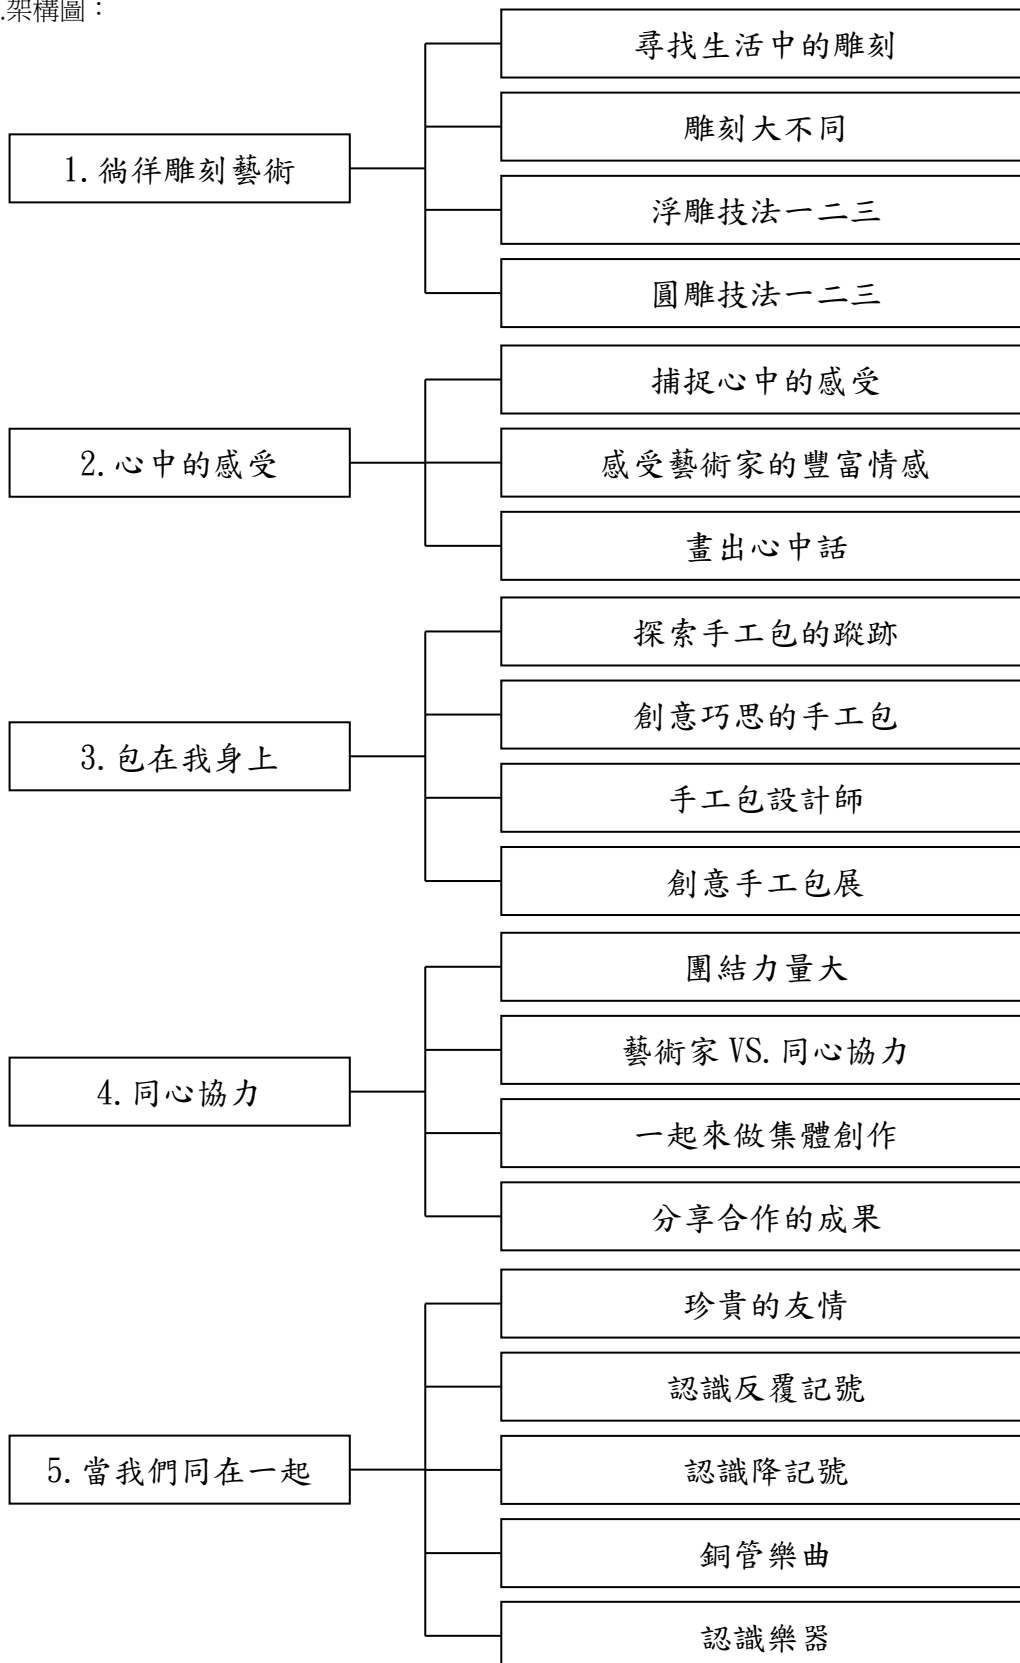 .架構圖：
1.徜徉雕刻藝術
尋找生活中的雕刻
雕刻大不同
浮雕技法一二三
圓雕技法一二三
2.心中的感受
捕捉心中的感受
感受藝術家的豐富情感
畫出心中話
3.包在我身上
探索手工包的蹤跡
創意巧思的手工包
手工包設計師
創意手工包展
4.同心協力
團結力量大
藝術家 VS.同心協力
一起來做集體創作
分享合作的成果
5.當我們同在一起
珍貴的友情
認識反覆記號
認識降記號
銅管樂曲
認識樂器